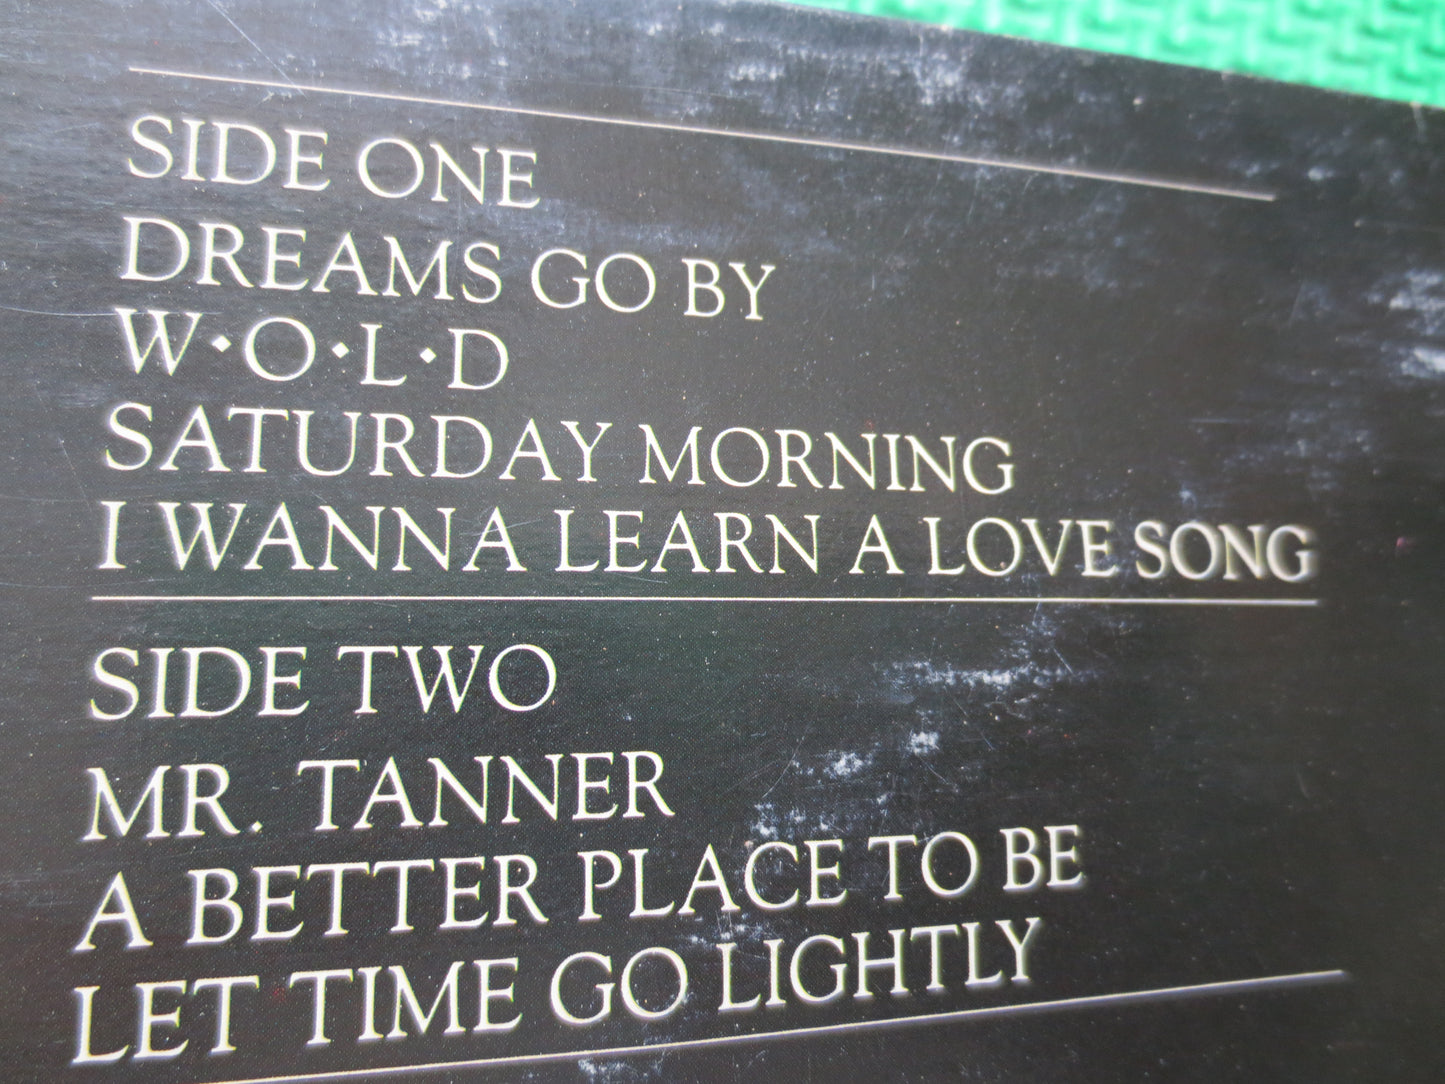 SIDE ONE
DREAMS GO BY
W·O·L·D
SATURDAY MORNING
I WANNA LEARN A LOVE SONG
SIDE TWO
MR. TANNER
A BETTER PLACE TO BE
LET TIME GO LIGHTLY